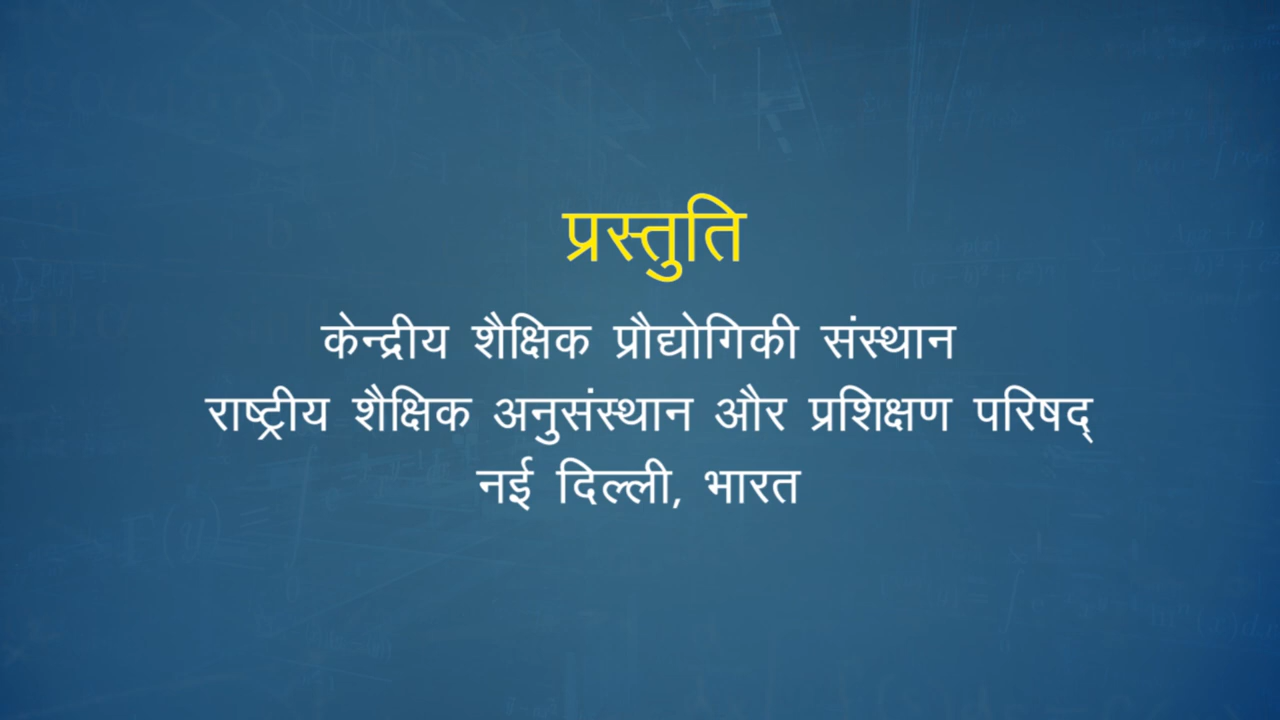 प्रस्तुति
केन्द्रीय शैक्षिक प्रौद्योगिकी संस्थान
राष्ट्रीय शैक्षिक अनुसंस्थान और प्रशिक्षण परिषद्
नई दिल्ली, भारत